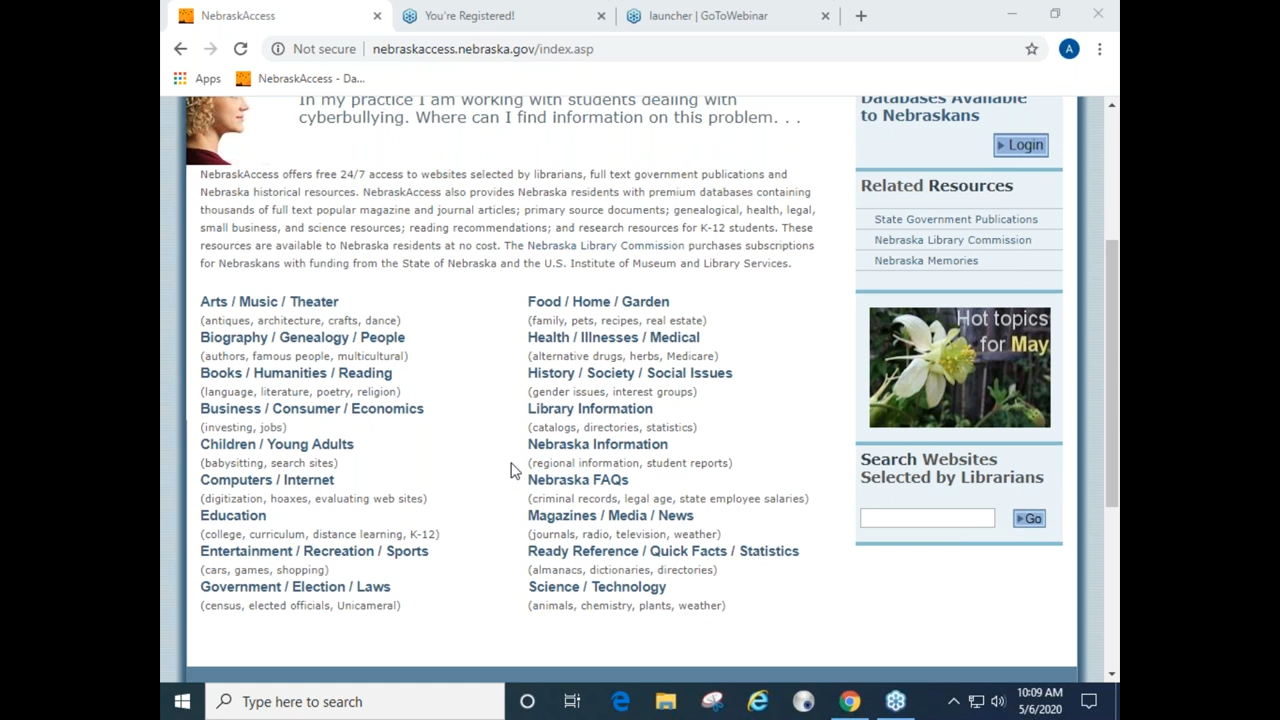 NebraskAccess
You're Registered!
launcher | GoToWebinar
Not secure | nebraskaccess.nebraska.gov/index.asp
A
Apps
NebraskAccess - Da...
In my practice I am working with students dealing with
cyberbullying. Where can I find information on this problem. . .
NebraskAccess offers free 24/7 access to websites selected by librarians, full text government publications and
Nebraska historical resources. NebraskAccess also provides Nebraska residents with premium databases containing
thousands of full text popular magazine and journal articles; primary source documents; genealogical, health, legal,
small business, and science resources; reading recommendations; and research resources for K-12 students. These
resources are available to Nebraska residents at no cost. The Nebraska Library Commission purchases subscriptions
for Nebraskans with funding from the State of Nebraska and the U.S. Institute of Museum and Library Services.
Arts / Music / Theater
(antiques, architecture, crafts, dance)
Biography / Genealogy / People
(authors, famous people, multicultural)
Books / Humanities / Reading
(language, literature, poetry, religion)
Business / Consumer / Economics
(investing, jobs)
Children / Young Adults
(babysitting, search sites)
Computers / Internet
(digitization, hoaxes, evaluating web sites)
Education
(college, curriculum, distance learning, K-12)
Entertainment / Recreation / Sports
(cars, games, shopping)
Government / Election / Laws
(census, elected officials, Unicameral)
Food / Home / Garden
(family, pets, recipes, real estate)
Health / Illnesses / Medical
(alternative drugs, herbs, Medicare)
History / Society / Social Issues
(gender issues, interest groups)
Library Information
(catalogs, directories, statistics)
Nebraska Information
(regional information, student reports)
Nebraska FAQs
(criminal records, legal age, state employee salaries)
Magazines / Media / News
(journals, radio, television, weather)
Ready Reference / Quick Facts / Statistics
(almanacs, dictionaries, directories)
Science / Technology
(animals, chemistry, plants, weather)
Databases Available
to Nebraskans
Login
Related Resources
State Government Publications
Nebraska Library Commission
Nebraska Memories
Hot topics
for May
Search Websites
Selected by Librarians
Go
Type here to search
10:09 AM
5/6/2020